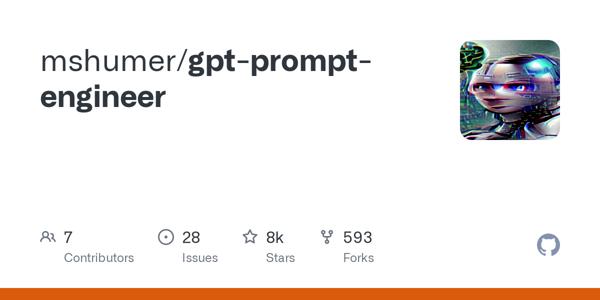 mshumer/gpt-prompt-
engineer
7 28 8k 593
Contributors Issues Stars Forks